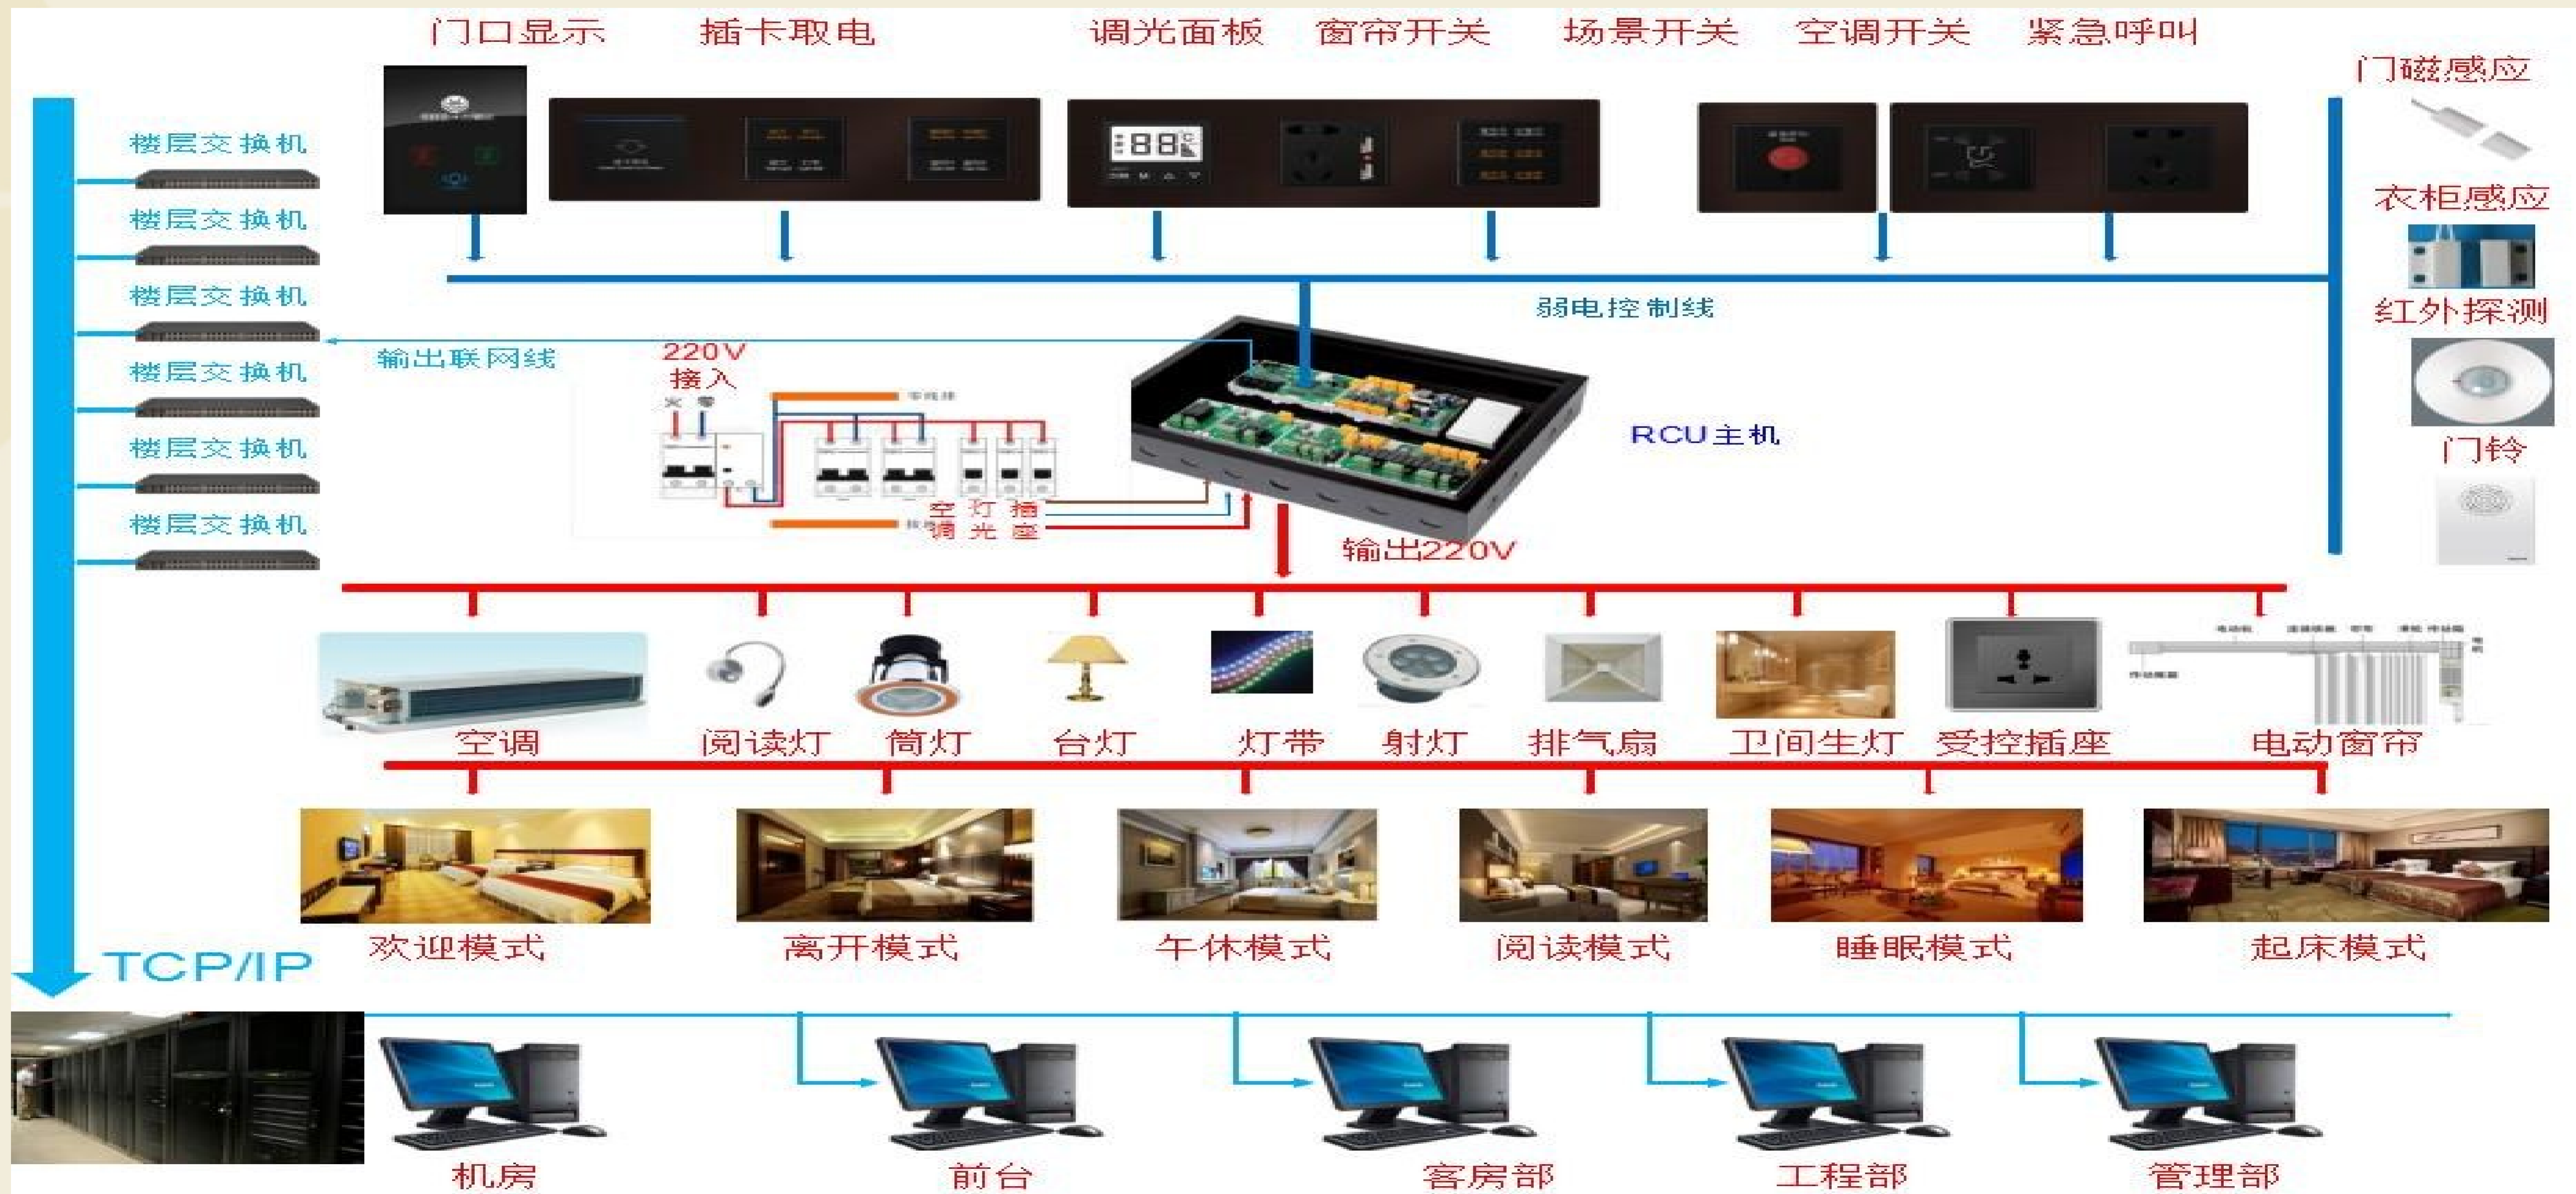 门口显示
插卡取电
调光面板
窗帘开关
场景开关
空调开关
紧急呼叫
门磁感应
楼层交换机
楼层交换机
楼层交换机
楼层交换机
楼层交换机
楼层交换机
衣柜感应
红外探测
门铃
弱电控制线
输出联网线
220V
接入
火 零
零线排
RCU主机
空 灯 插
调 光 座
输出220V
空调
阅读灯
筒灯
台灯
灯带
射灯
排气扇
卫间生灯
受控插座
电动窗帘
欢迎模式
离开模式
午休模式
阅读模式
睡眠模式
起床模式
TCP/IP
机房
前台
客房部
工程部
管理部